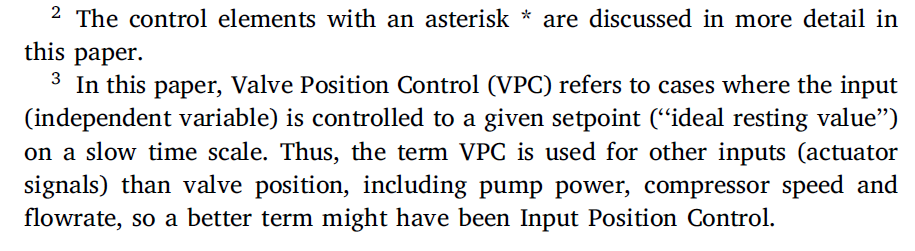 ² The control elements with an asterisk * are discussed in more detail in
this paper.
³ In this paper, Valve Position Control (VPC) refers to cases where the input
(independent variable) is controlled to a given setpoint (“ideal resting value”)
on a slow time scale. Thus, the term VPC is used for other inputs (actuator
signals) than valve position, including pump power, compressor speed and
flowrate, so a better term might have been Input Position Control.